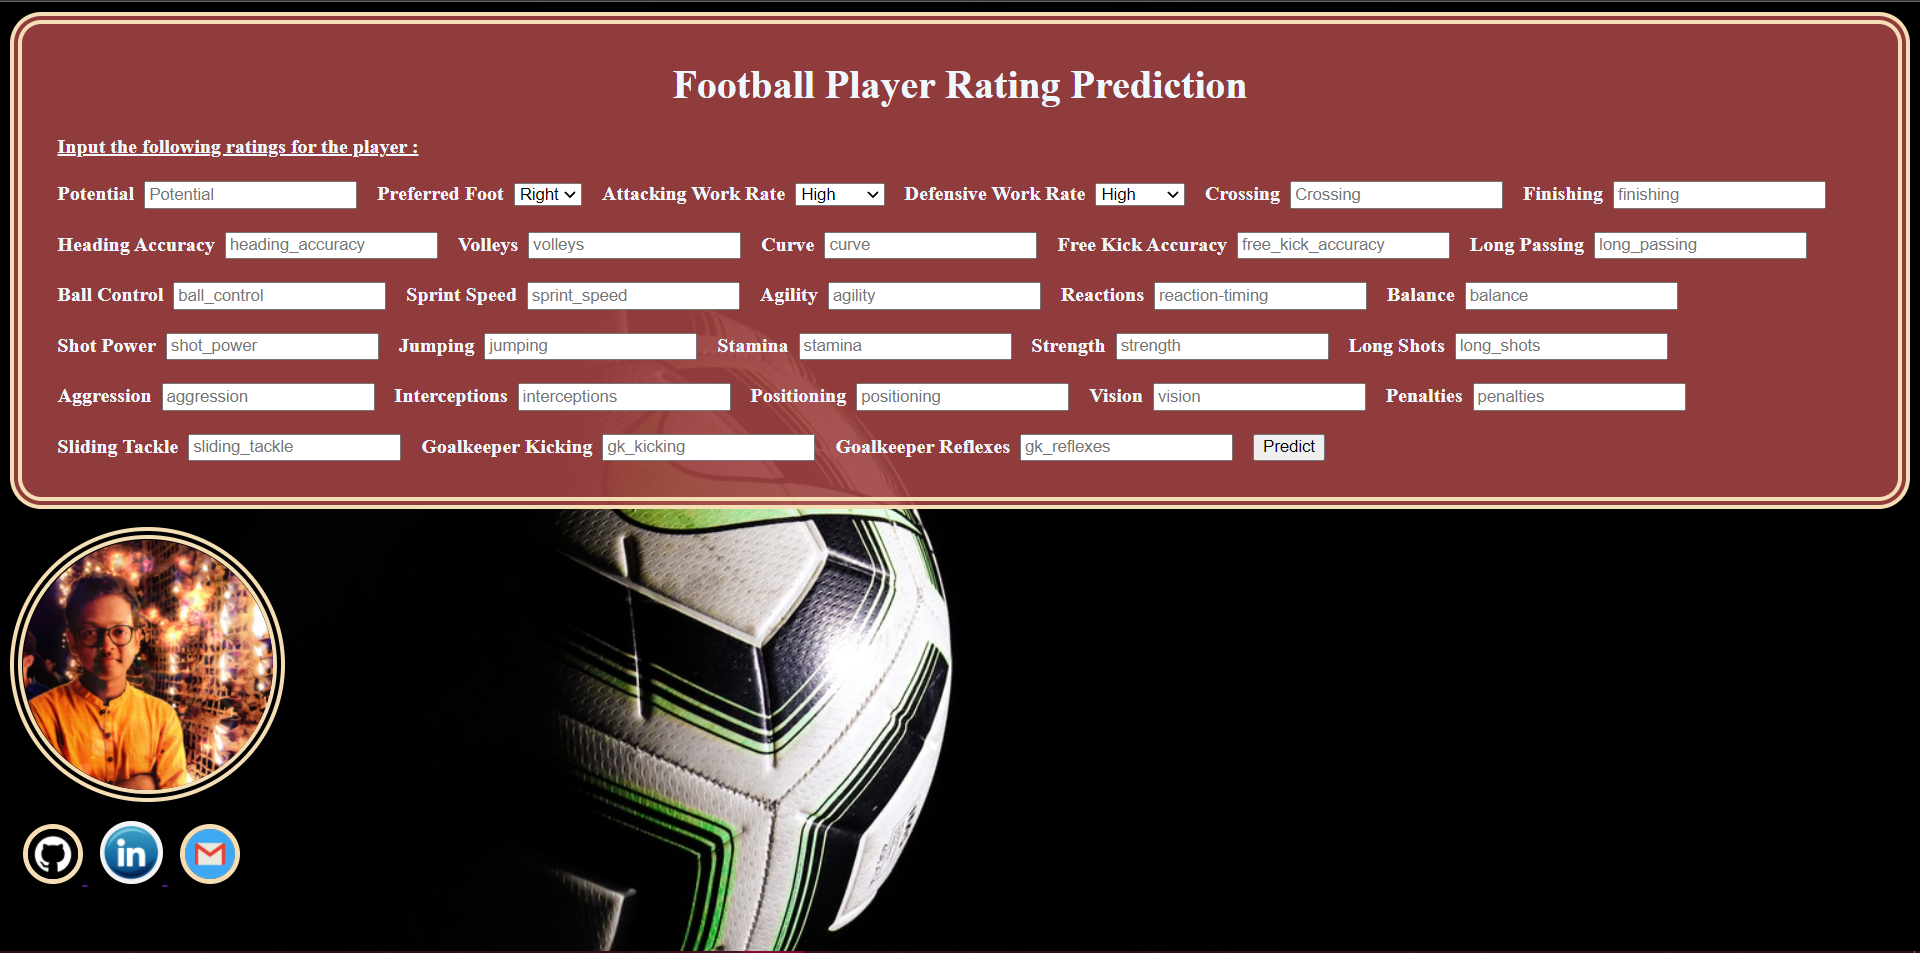 Football Player Rating Prediction
Input the following ratings for the player :
Potential Potential Preferred Foot Right Attacking Work Rate High Defensive Work Rate High Crossing Crossing Finishing finishing
Heading Accuracy heading_accuracy Volleys volleys Curve curve Free Kick Accuracy free_kick_accuracy Long Passing long_passing
Ball Control ball_control Sprint Speed sprint_speed Agility agility Reactions reaction-timing Balance balance
Shot Power shot_power Jumping jumping Stamina stamina Strength strength Long Shots long_shots
Aggression aggression Interceptions interceptions Positioning positioning Vision vision Penalties penalties
Sliding Tackle sliding_tackle Goalkeeper Kicking gk_kicking Goalkeeper Reflexes gk_reflexes Predict
in